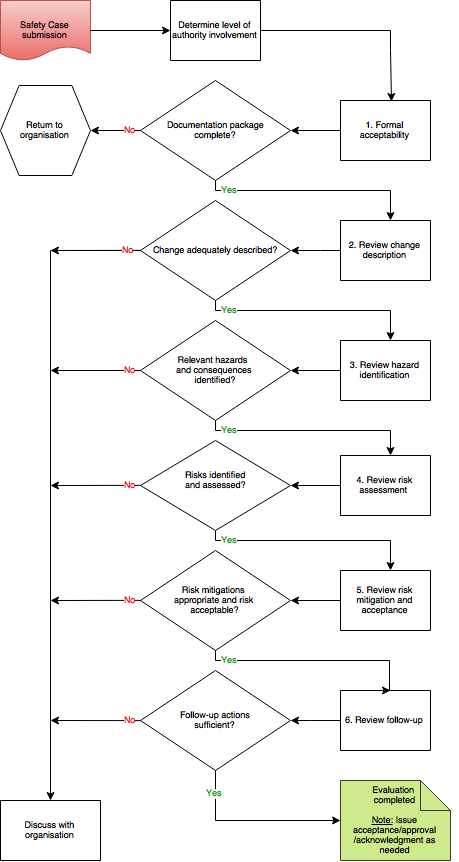 Safety Case
submission
Determine level of
authority involvement
Return to
organisation
No
Documentation package
complete?
1. Formal
acceptability
Yes
No
Change adequately described?
2. Review change
description
Yes
No
Relevant hazards
and consequences
identified?
3. Review hazard
identification
Yes
No
Risks identified
and assessed?
4. Review risk
assessment
Yes
No
Risk mitigations
appropriate and risk
acceptable?
5. Review risk
mitigation and
acceptance
Yes
No
Follow-up actions
sufficient?
6. Review follow-up
Yes
Discuss with
organisation
Evaluation
completed
Note: Issue
acceptance/approval
/acknowledgment as
needed